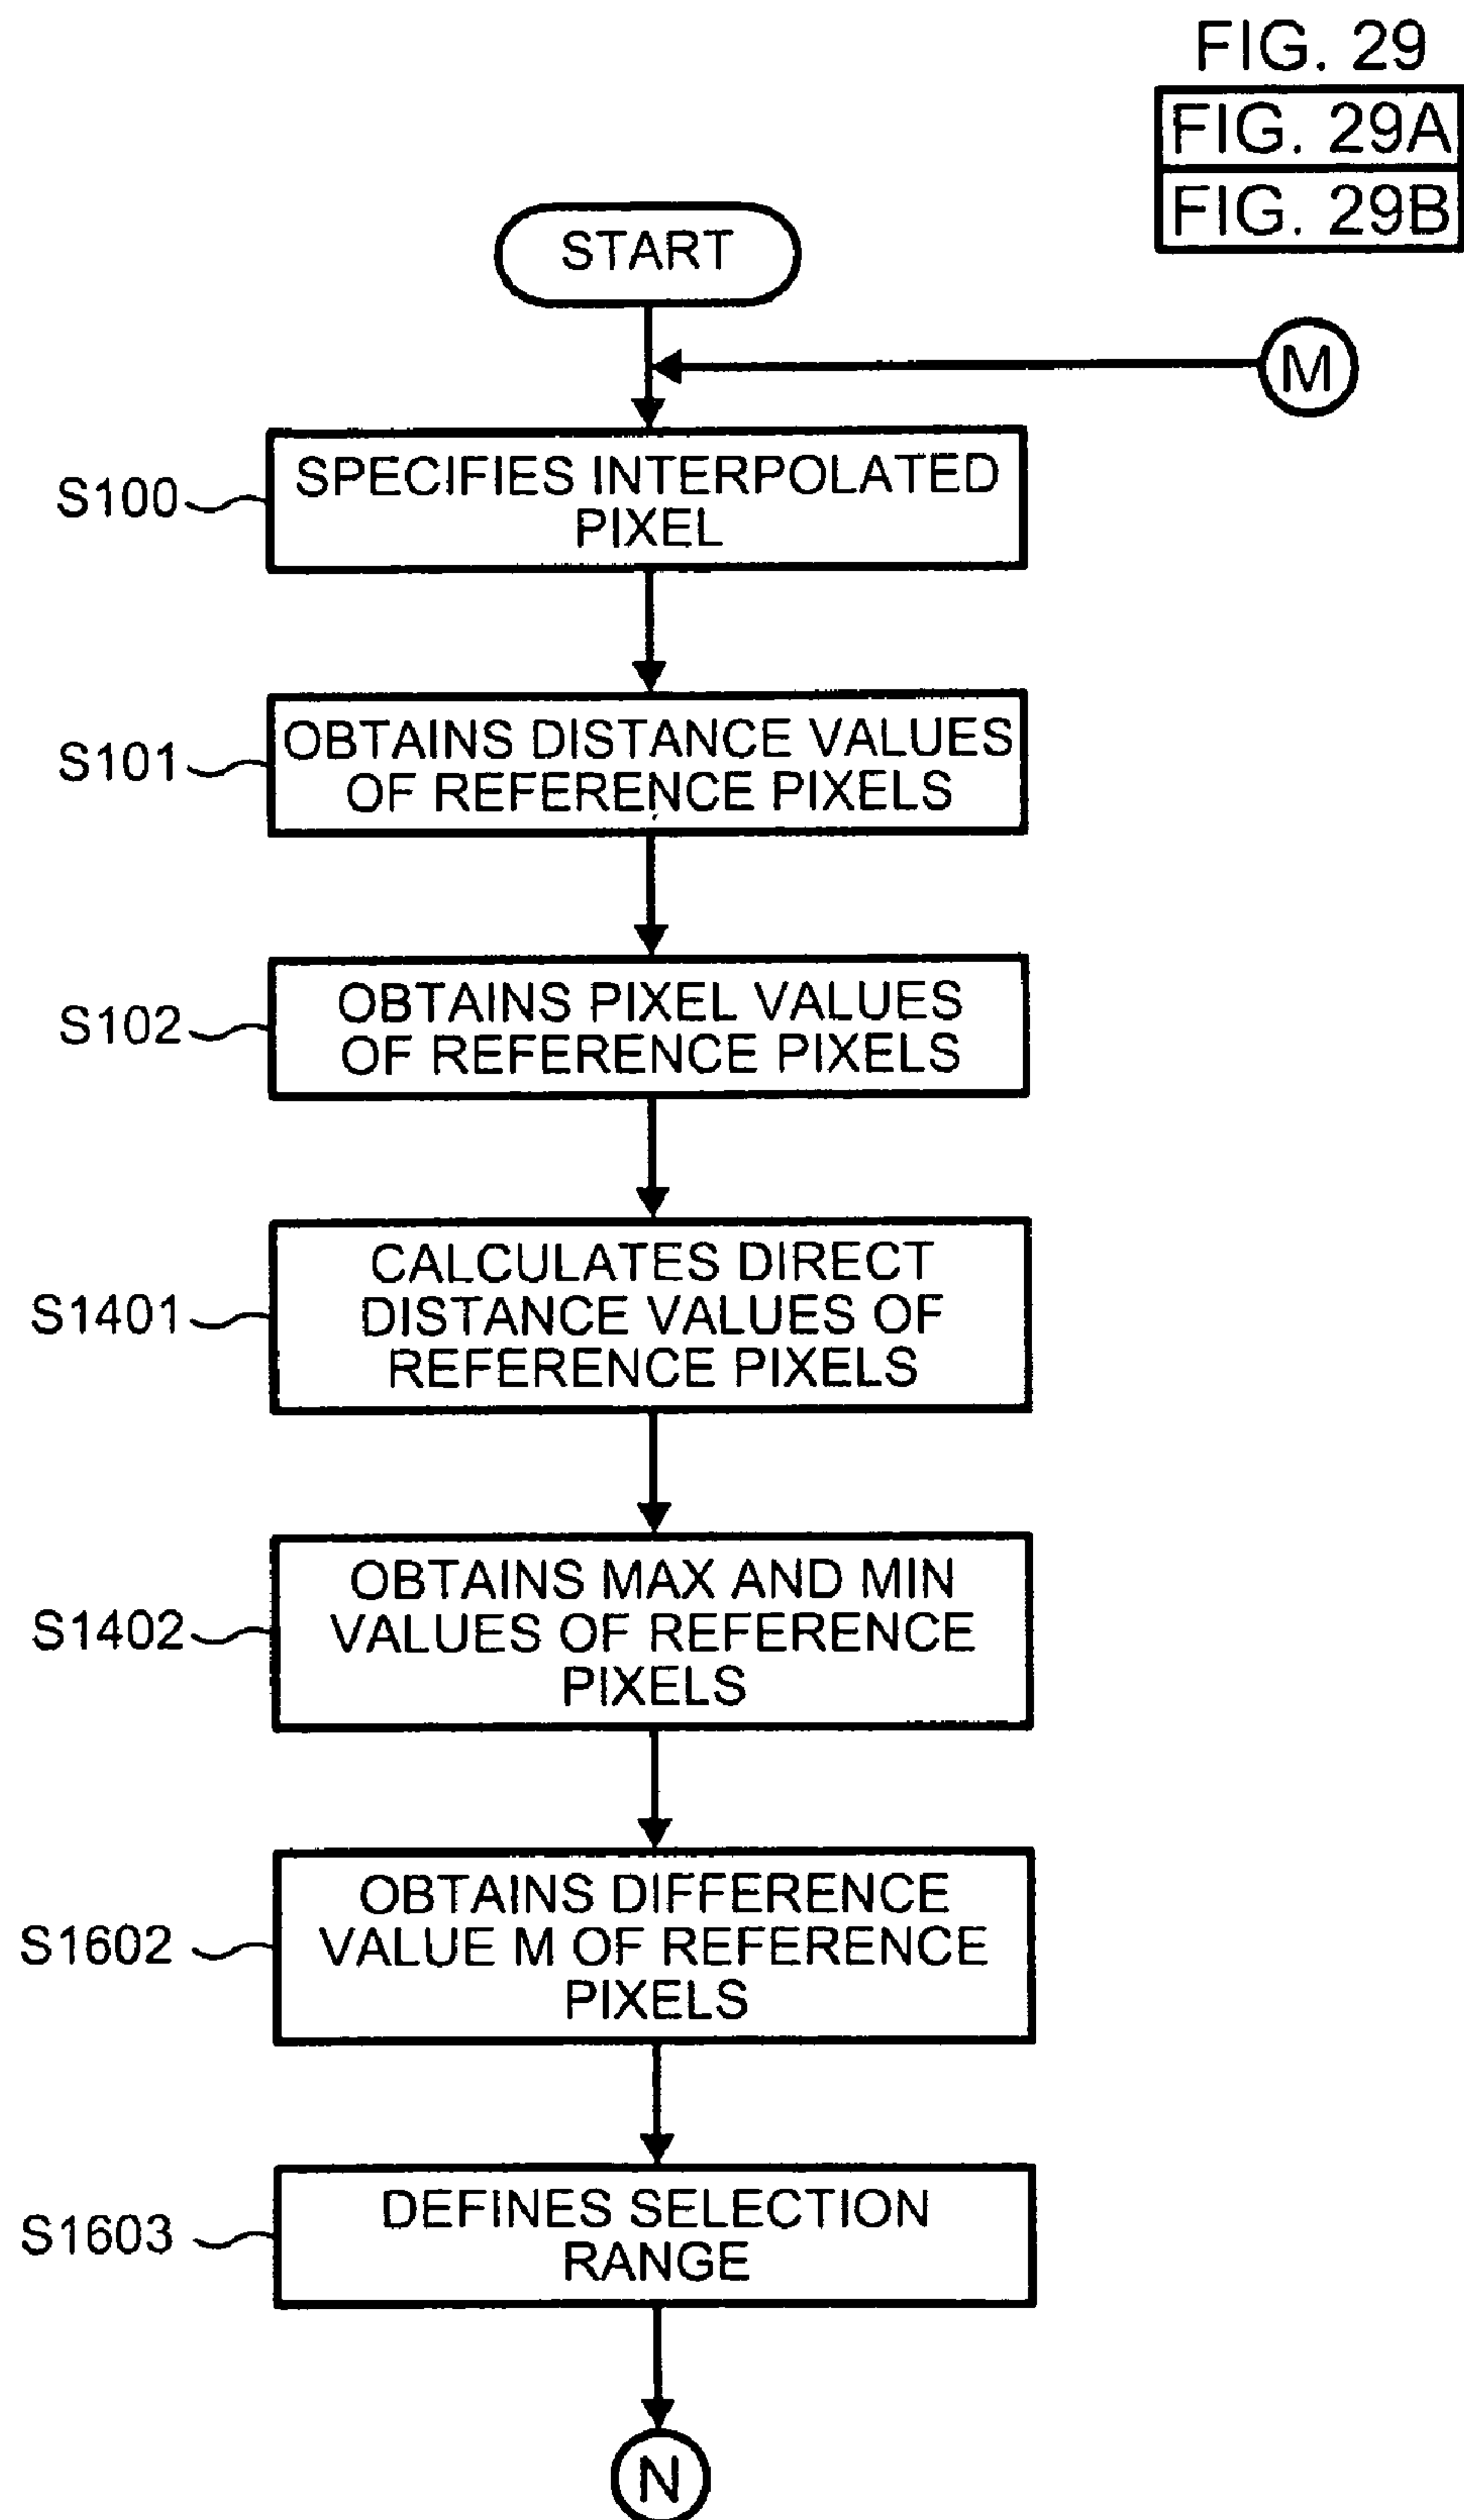 FIG. 29
FIG. 29A
FIG. 29B
START
M
S100
SPECIFIES INTERPOLATED
PIXEL
S101
OBTAINS DISTANCE VALUES
OF REFERENCE PIXELS
S102
OBTAINS PIXEL VALUES
OF REFERENCE PIXELS
S1401
CALCULATES DIRECT
DISTANCE VALUES OF
REFERENCE PIXELS
S1402
OBTAINS MAX AND MIN
VALUES OF REFERENCE
PIXELS
S1602
OBTAINS DIFFERENCE
VALUE M OF REFERENCE
PIXELS
S1603
DEFINES SELECTION
RANGE
N